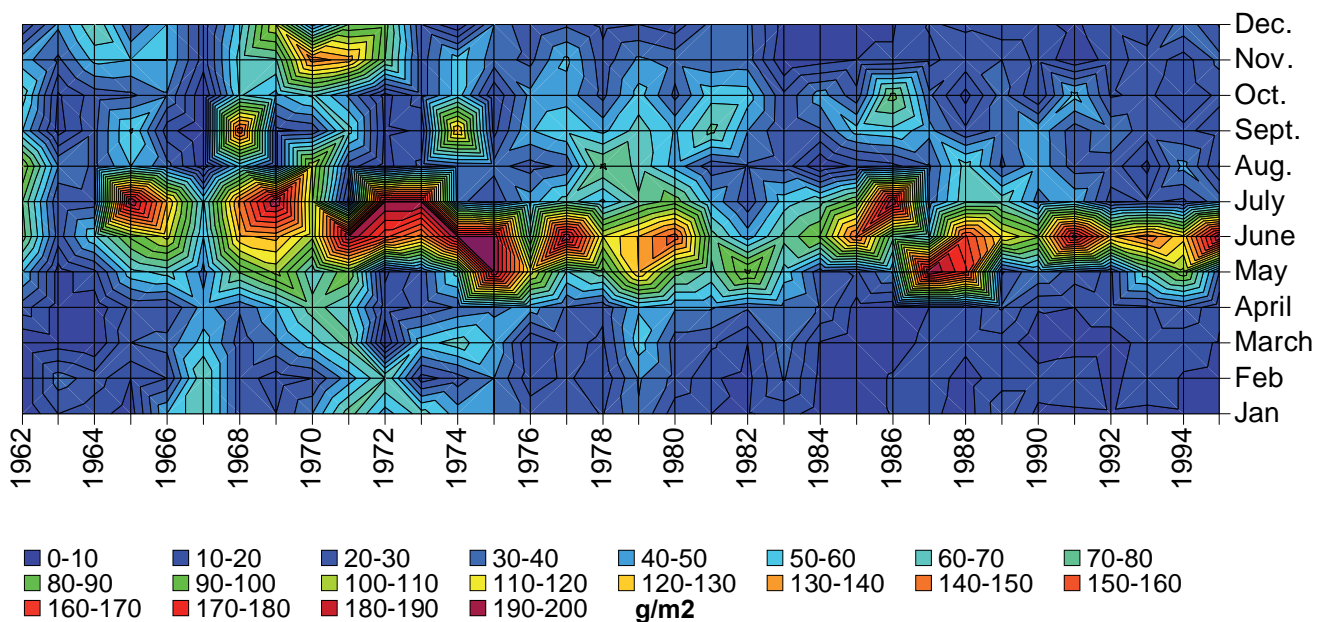 Dec.
Nov.
Oct.
Sept.
Aug.
July
June
May
April
March
Feb
Jan
1962 1964 1966 1968 1970 1972 1974 1976 1978 1980 1982 1984 1986 1988 1990 1992 1994
0-10 10-20 20-30 30-40 40-50 50-60 60-70 70-80
80-90 90-100 100-110 110-120 120-130 130-140 140-150 150-160
160-170 170-180 180-190 190-200 g/m2